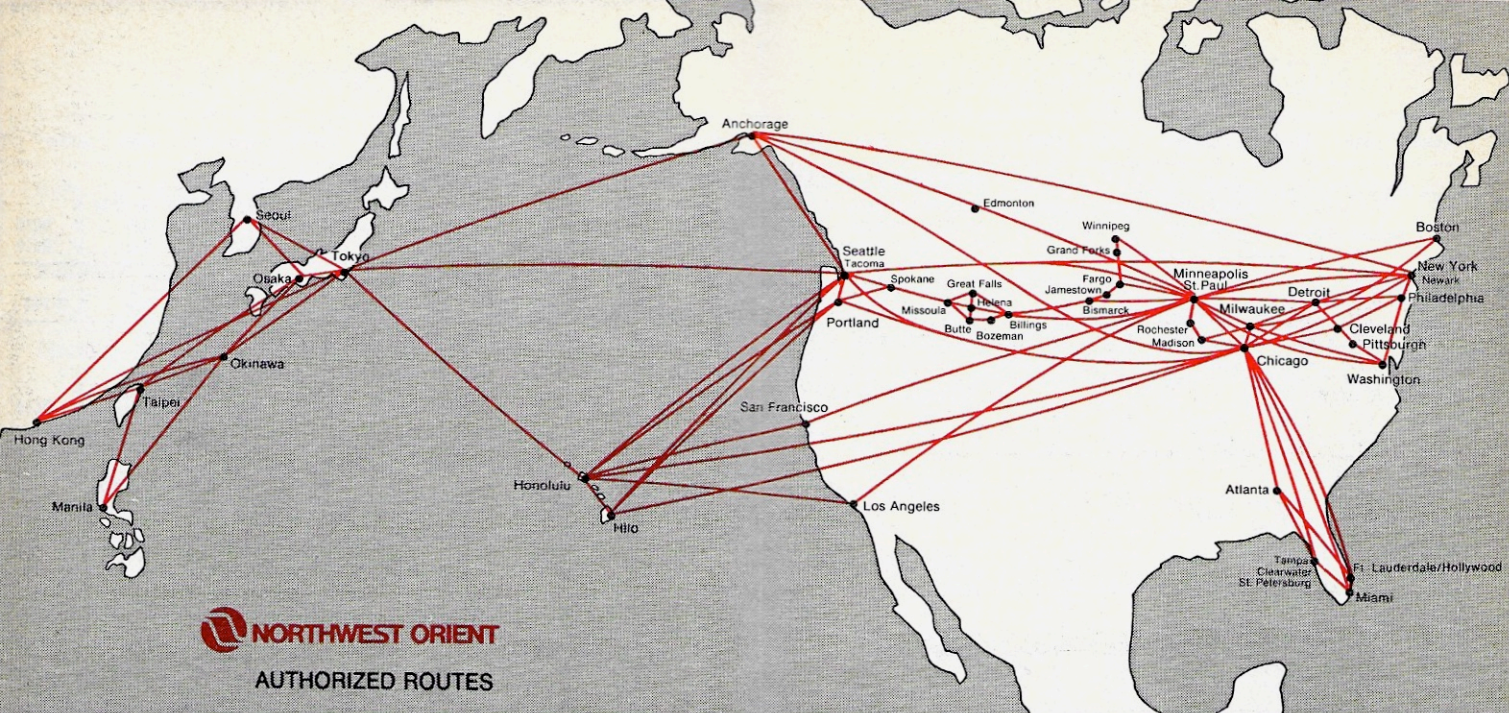 Anchorage
Edmonton
Winnipeg
Grand Forks
Boston
Seoul
Tokyo
Osaka
Seattle
Tacoma
Spokane
Great Falls
Fargo
Jamestown
Bismarck
Minneapolis
St. Paul
Detroit
New York
Newark
Philadelphia
Missoula
Helena
Butte
Billings
Bozeman
Portland
Milwaukee
Rochester
Madison
Cleveland
Pittsburgh
Chicago
Washington
Okinawa
Taipei
San Francisco
Hong Kong
Honolulu
Manila
Hilo
Los Angeles
Atlanta
Tampa
Clearwater
St. Petersburg
Ft. Lauderdale/Hollywood
Miami
NORTHWEST ORIENT
AUTHORIZED ROUTES